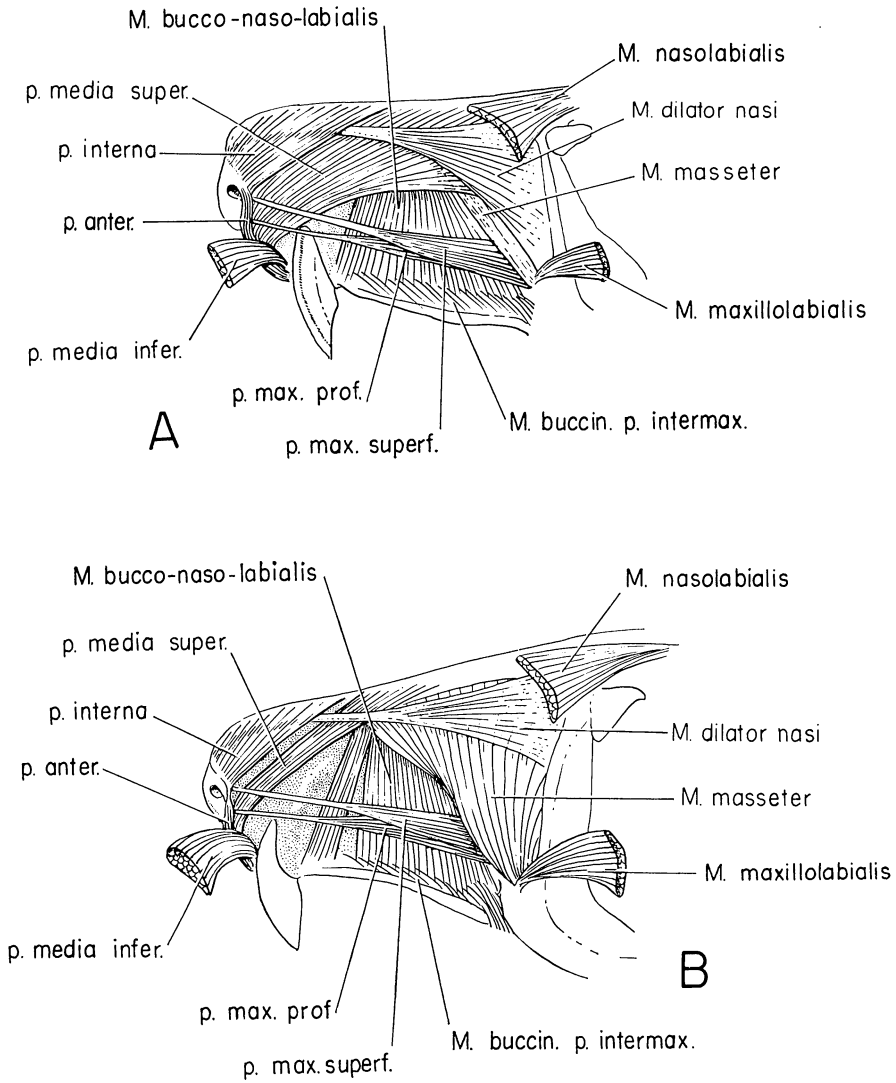 M. bucco-naso-labialis
M. nasolabialis
p. media super.
M. dilator nasi
p. interna
M. masseter
p. anter.
M. maxillolabialis
p. media infer.
p. max. prof.
M. buccin. p. intermax.
A
p. max. superf.
M. bucco-naso-labialis
M. nasolabialis
p. media super.
p. interna
M. dilator nasi
p. anter.
M. masseter
M. maxillolabialis
p. media infer.
B
p. max. prof
M. buccin. p. intermax.
p. max. superf.